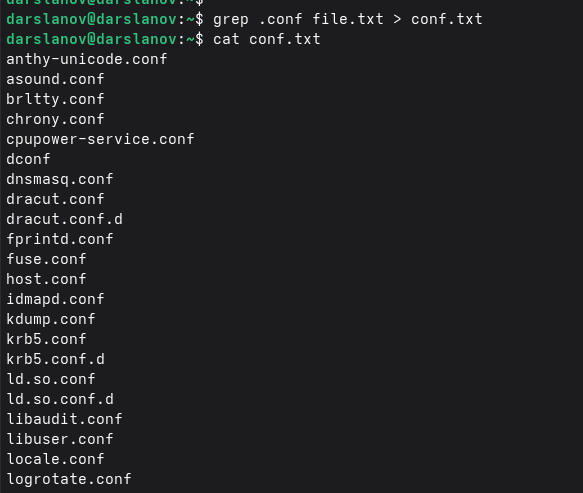 darslanov@darslanov:~$
darslanov@darslanov:~$ grep .conf file.txt > conf.txt
darslanov@darslanov:~$ cat conf.txt
anthy-unicode.conf
asound.conf
brltty.conf
chrony.conf
cpupower-service.conf
dconf
dnsmasq.conf
dracut.conf
dracut.conf.d
fprintd.conf
fuse.conf
host.conf
idmapd.conf
kdump.conf
krb5.conf
krb5.conf.d
ld.so.conf
ld.so.conf.d
libaudit.conf
libuser.conf
locale.conf
logrotate.conf